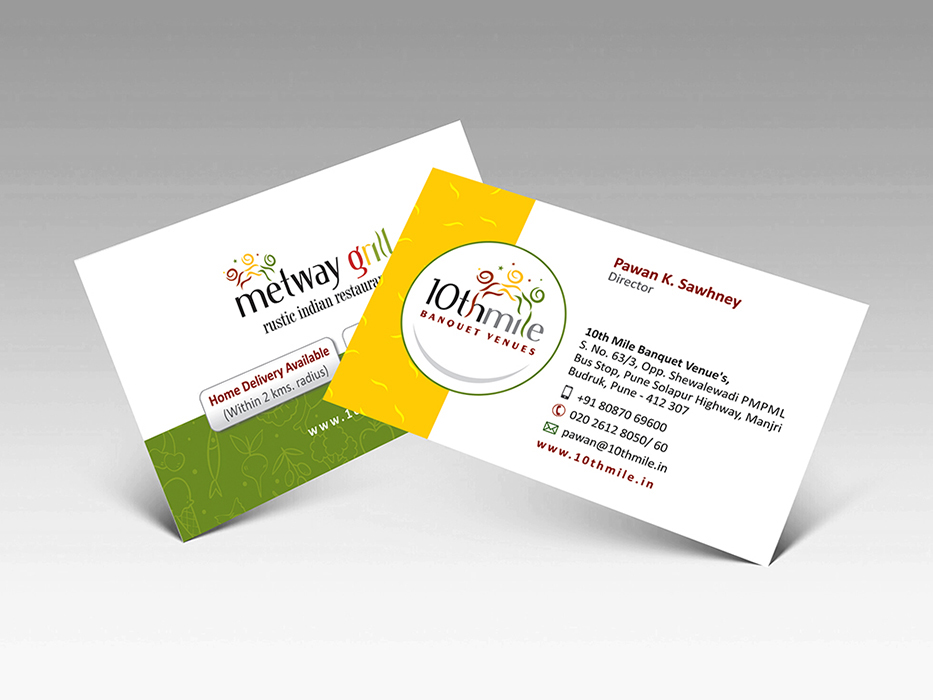 metway grill
rustic indian restaurant
Home Delivery Available
(Within 2 kms. radius)
www.10
10thmile
BANQUET VENUES
Pawan K. Sawhney
Director
10th Mile Banquet Venue's,
S. No. 63/3, Opp. Shewalewadi PMPML
Bus Stop, Pune Solapur Highway, Manjri
Budruk, Pune - 412 307
+91 80870 69600
020 2612 8050/ 60
pawan@10thmile.in
www.10thmile.in